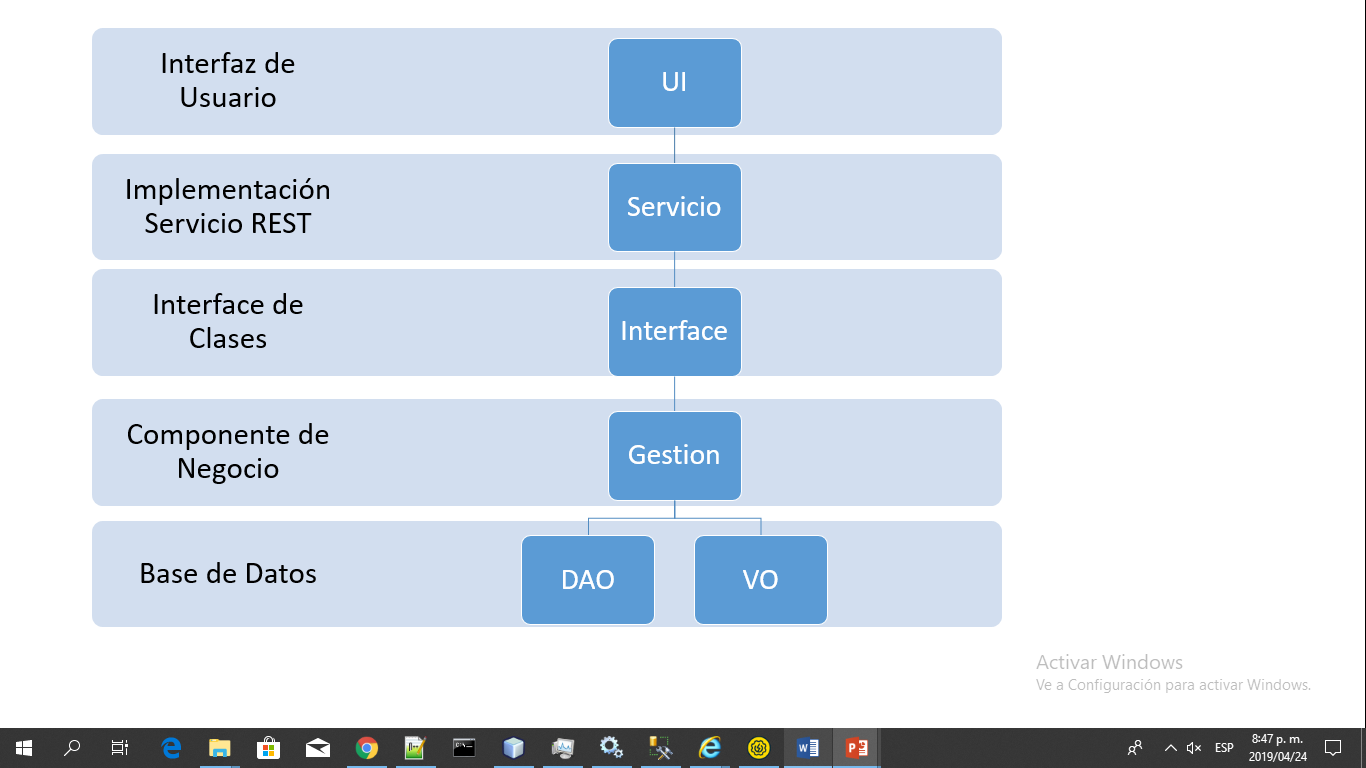 Interfaz de
Usuario
UI
Implementación
Servicio REST
Servicio
Interface de
Clases
Interface
Componente de
Negocio
Gestion
Base de Datos
DAO
VO
Activar Windows
Ve a Configuración para activar Windows.
ESP
8:47 p. m.
2019/04/24